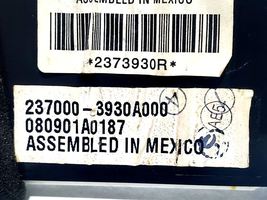 ASSEMBLED IN MEXICO
*2373930R*
237000-3930A000
080901A0187
ASSEMBLED IN MEXICO